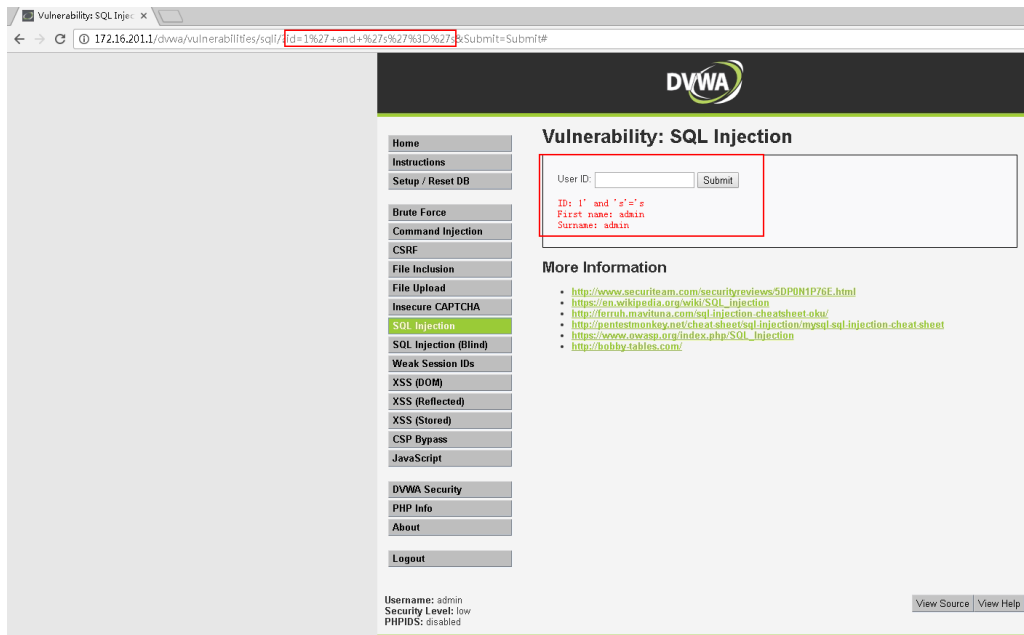 Vulnerability: SQL Injec
172.16.201.1/dvwa/vulnerabilities/sqli/?id=1%27+and+%27s%27%3D%27s&Submit=Submit#
DVWA
Home
Instructions
Setup / Reset DB
Brute Force
Command Injection
CSRF
File Inclusion
File Upload
Insecure CAPTCHA
SQL Injection
SQL Injection (Blind)
Weak Session IDs
XSS (DOM)
XSS (Reflected)
XSS (Stored)
CSP Bypass
JavaScript
DVWA Security
PHP Info
About
Logout
Vulnerability: SQL Injection
User ID: Submit
ID: 1' and 's'='s
First name: admin
Surname: admin
More Information
http://www.securiteam.com/securityreviews/5DP0N1P76E.html
https://en.wikipedia.org/wiki/SQL_injection
http://ferruh.mavituna.com/sql-injection-cheatsheet-oku/
http://pentestmonkey.net/cheat-sheet/sql-injection/mysql-sql-injection-cheat-sheet
https://www.owasp.org/index.php/SQL_Injection
http://bobby-tables.com/
Username: admin
Security Level: low
PHPIDS: disabled
View Source View Help